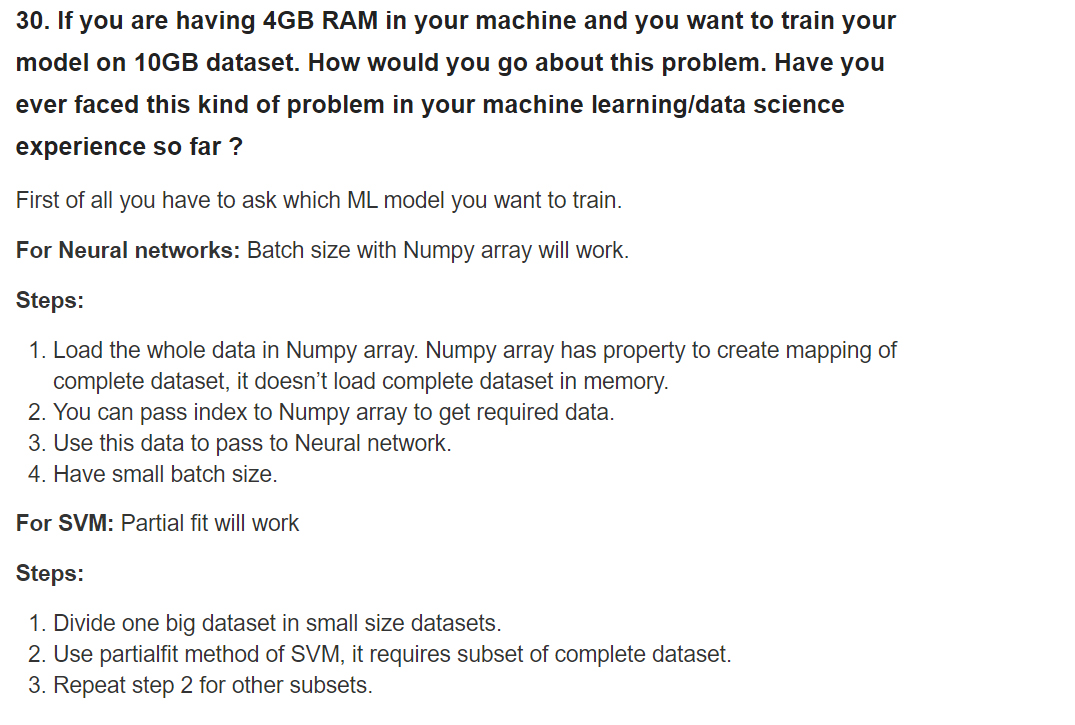 30. If you are having 4GB RAM in your machine and you want to train your
model on 10GB dataset. How would you go about this problem. Have you
ever faced this kind of problem in your machine learning/data science
experience so far ?
First of all you have to ask which ML model you want to train.
For Neural networks: Batch size with Numpy array will work.
Steps:
1. Load the whole data in Numpy array. Numpy array has property to create mapping of
complete dataset, it doesn’t load complete dataset in memory.
2. You can pass index to Numpy array to get required data.
3. Use this data to pass to Neural network.
4. Have small batch size.
For SVM: Partial fit will work
Steps:
1. Divide one big dataset in small size datasets.
2. Use partialfit method of SVM, it requires subset of complete dataset.
3. Repeat step 2 for other subsets.